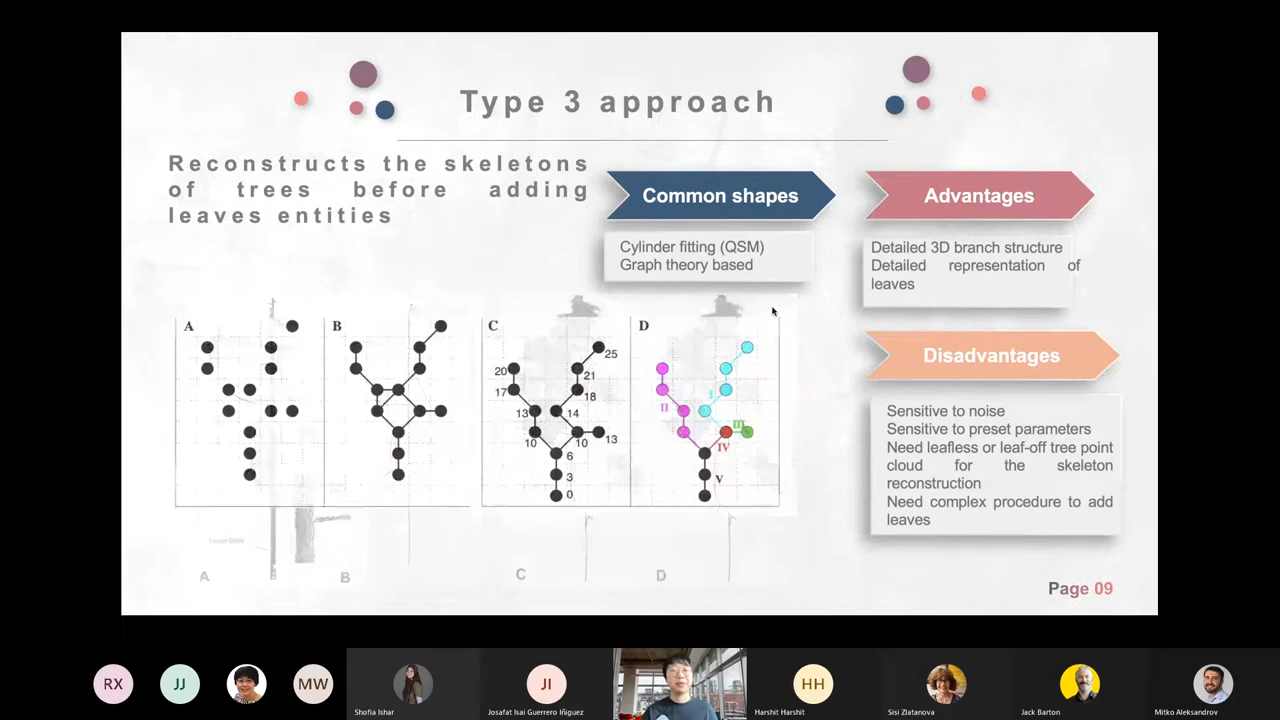 Type 3 approach
Reconstructs the skeletons
of trees before adding
leaves entities
Common shapes
Cylinder fitting (QSM)
Graph theory based
Advantages
Detailed 3D branch structure
Detailed representation of
leaves
Disadvantages
Sensitive to noise
Sensitive to preset parameters
Need leafless or leaf-off tree point
cloud for the skeleton
reconstruction
Need complex procedure to add
leaves
A
B
C
25
20
21
17
18
13
14
10
10
13
6
3
0
D
I
II
III
IV
V
A
B
C
D
Page 09
RX
JJ
MW
Shofia Ishar
JI
Josafat Isai Guerrero Iñiguez
HH
Harshit Harshit
Sisi Zlatanova
Jack Barton
Mitko Aleksandrov